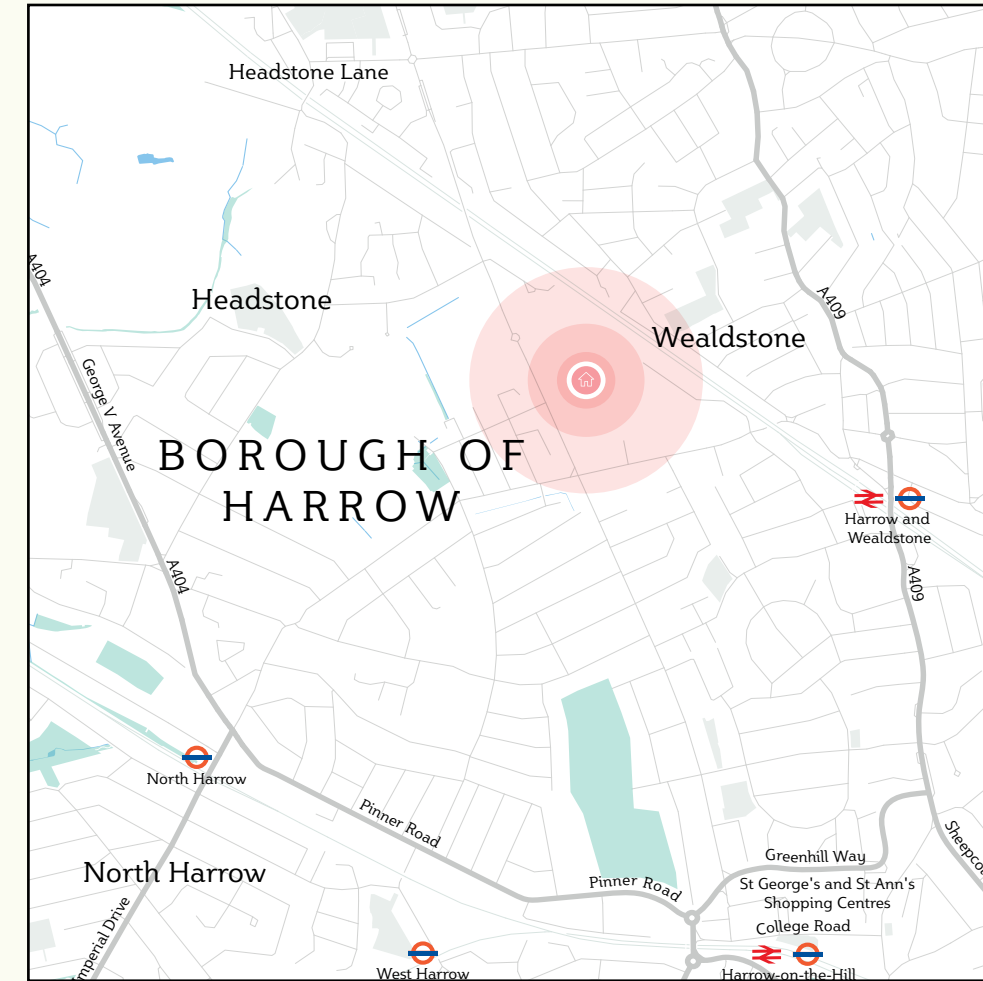 Headstone Lane
A404
Headstone
A409
Wealdstone
George V Avenue
BOROUGH OF
HARROW
Harrow and
Wealdstone
A404
A409
North Harrow
Pinner Road
Sheepco
Greenhill Way
North Harrow
Pinner Road
St George's and St Ann's
Shopping Centres
College Road
Imperial Drive
West Harrow
Harrow-on-the-Hill